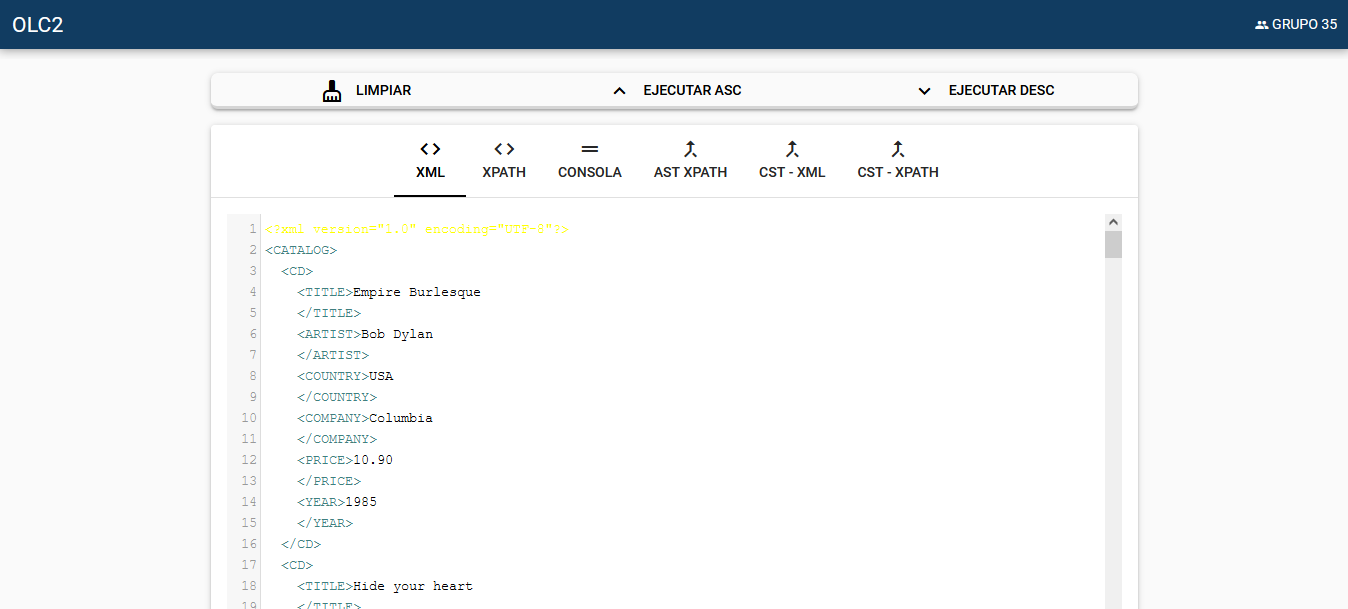 OLC2
GRUPO 35
LIMPIAR EJECUTAR ASC EJECUTAR DESC
XML XPATH CONSOLA AST XPATH CST - XML CST - XPATH
1 <?xml version="1.0" encoding="UTF-8"?>
2 <CATALOG>
3 <CD>
4 <TITLE>Empire Burlesque
5 </TITLE>
6 <ARTIST>Bob Dylan
7 </ARTIST>
8 <COUNTRY>USA
9 </COUNTRY>
10 <COMPANY>Columbia
11 </COMPANY>
12 <PRICE>10.90
13 </PRICE>
14 <YEAR>1985
15 </YEAR>
16 </CD>
17 <CD>
18 <TITLE>Hide your heart
19 </TITLE>